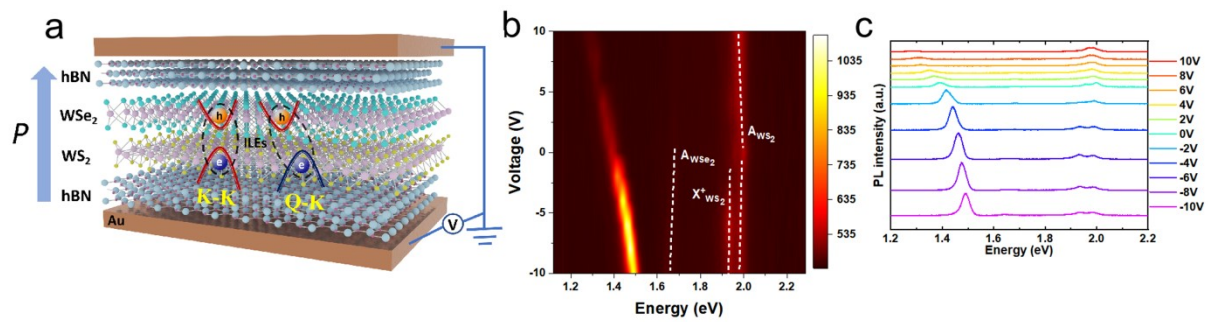 a
hBN
WSe2
WS2
hBN
P
h
h
ILEs
e
e
K-K
Q-K
Au
V
b
Voltage (V)
10
5
0
-5
-10
AWSe2
X+WS2
AWS2
1.2 1.4 1.6 1.8 2.0 2.2
Energy (eV)
1035
935
835
735
635
535
c
PL intensity (a.u.)
1.2 1.4 1.6 1.8 2.0 2.2
Energy (eV)
10V
8V
6V
4V
2V
0V
-2V
-4V
-6V
-8V
-10V